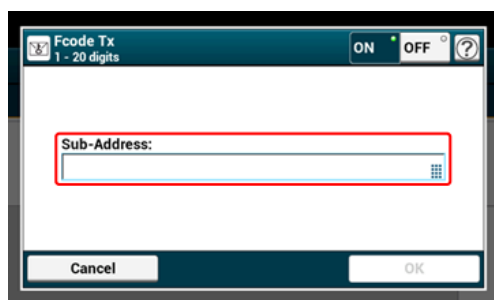 Fcode Tx
1 - 20 digits
ON OFF ?
Sub-Address:
Cancel OK